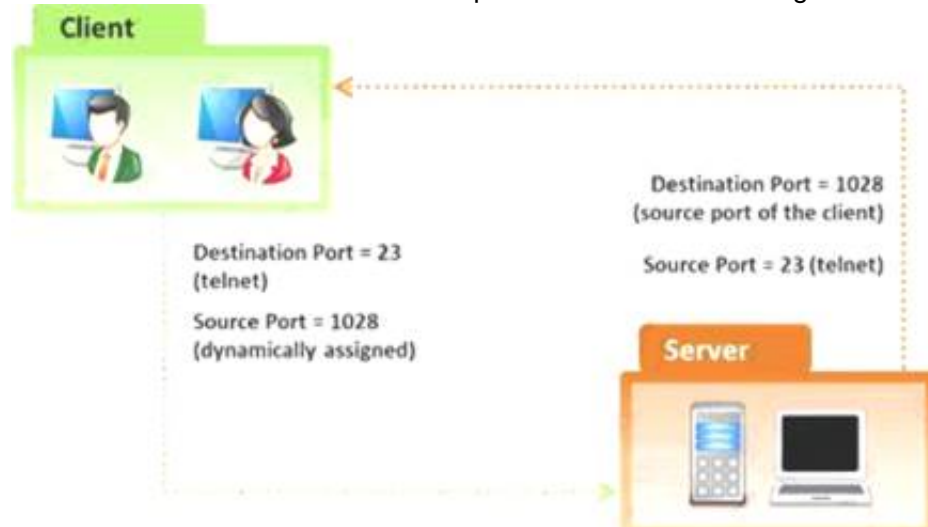 Client
Destination Port = 1028
(source port of the client)
Source Port = 23 (telnet)
Destination Port = 23
(telnet)
Source Port = 1028
(dynamically assigned)
Server